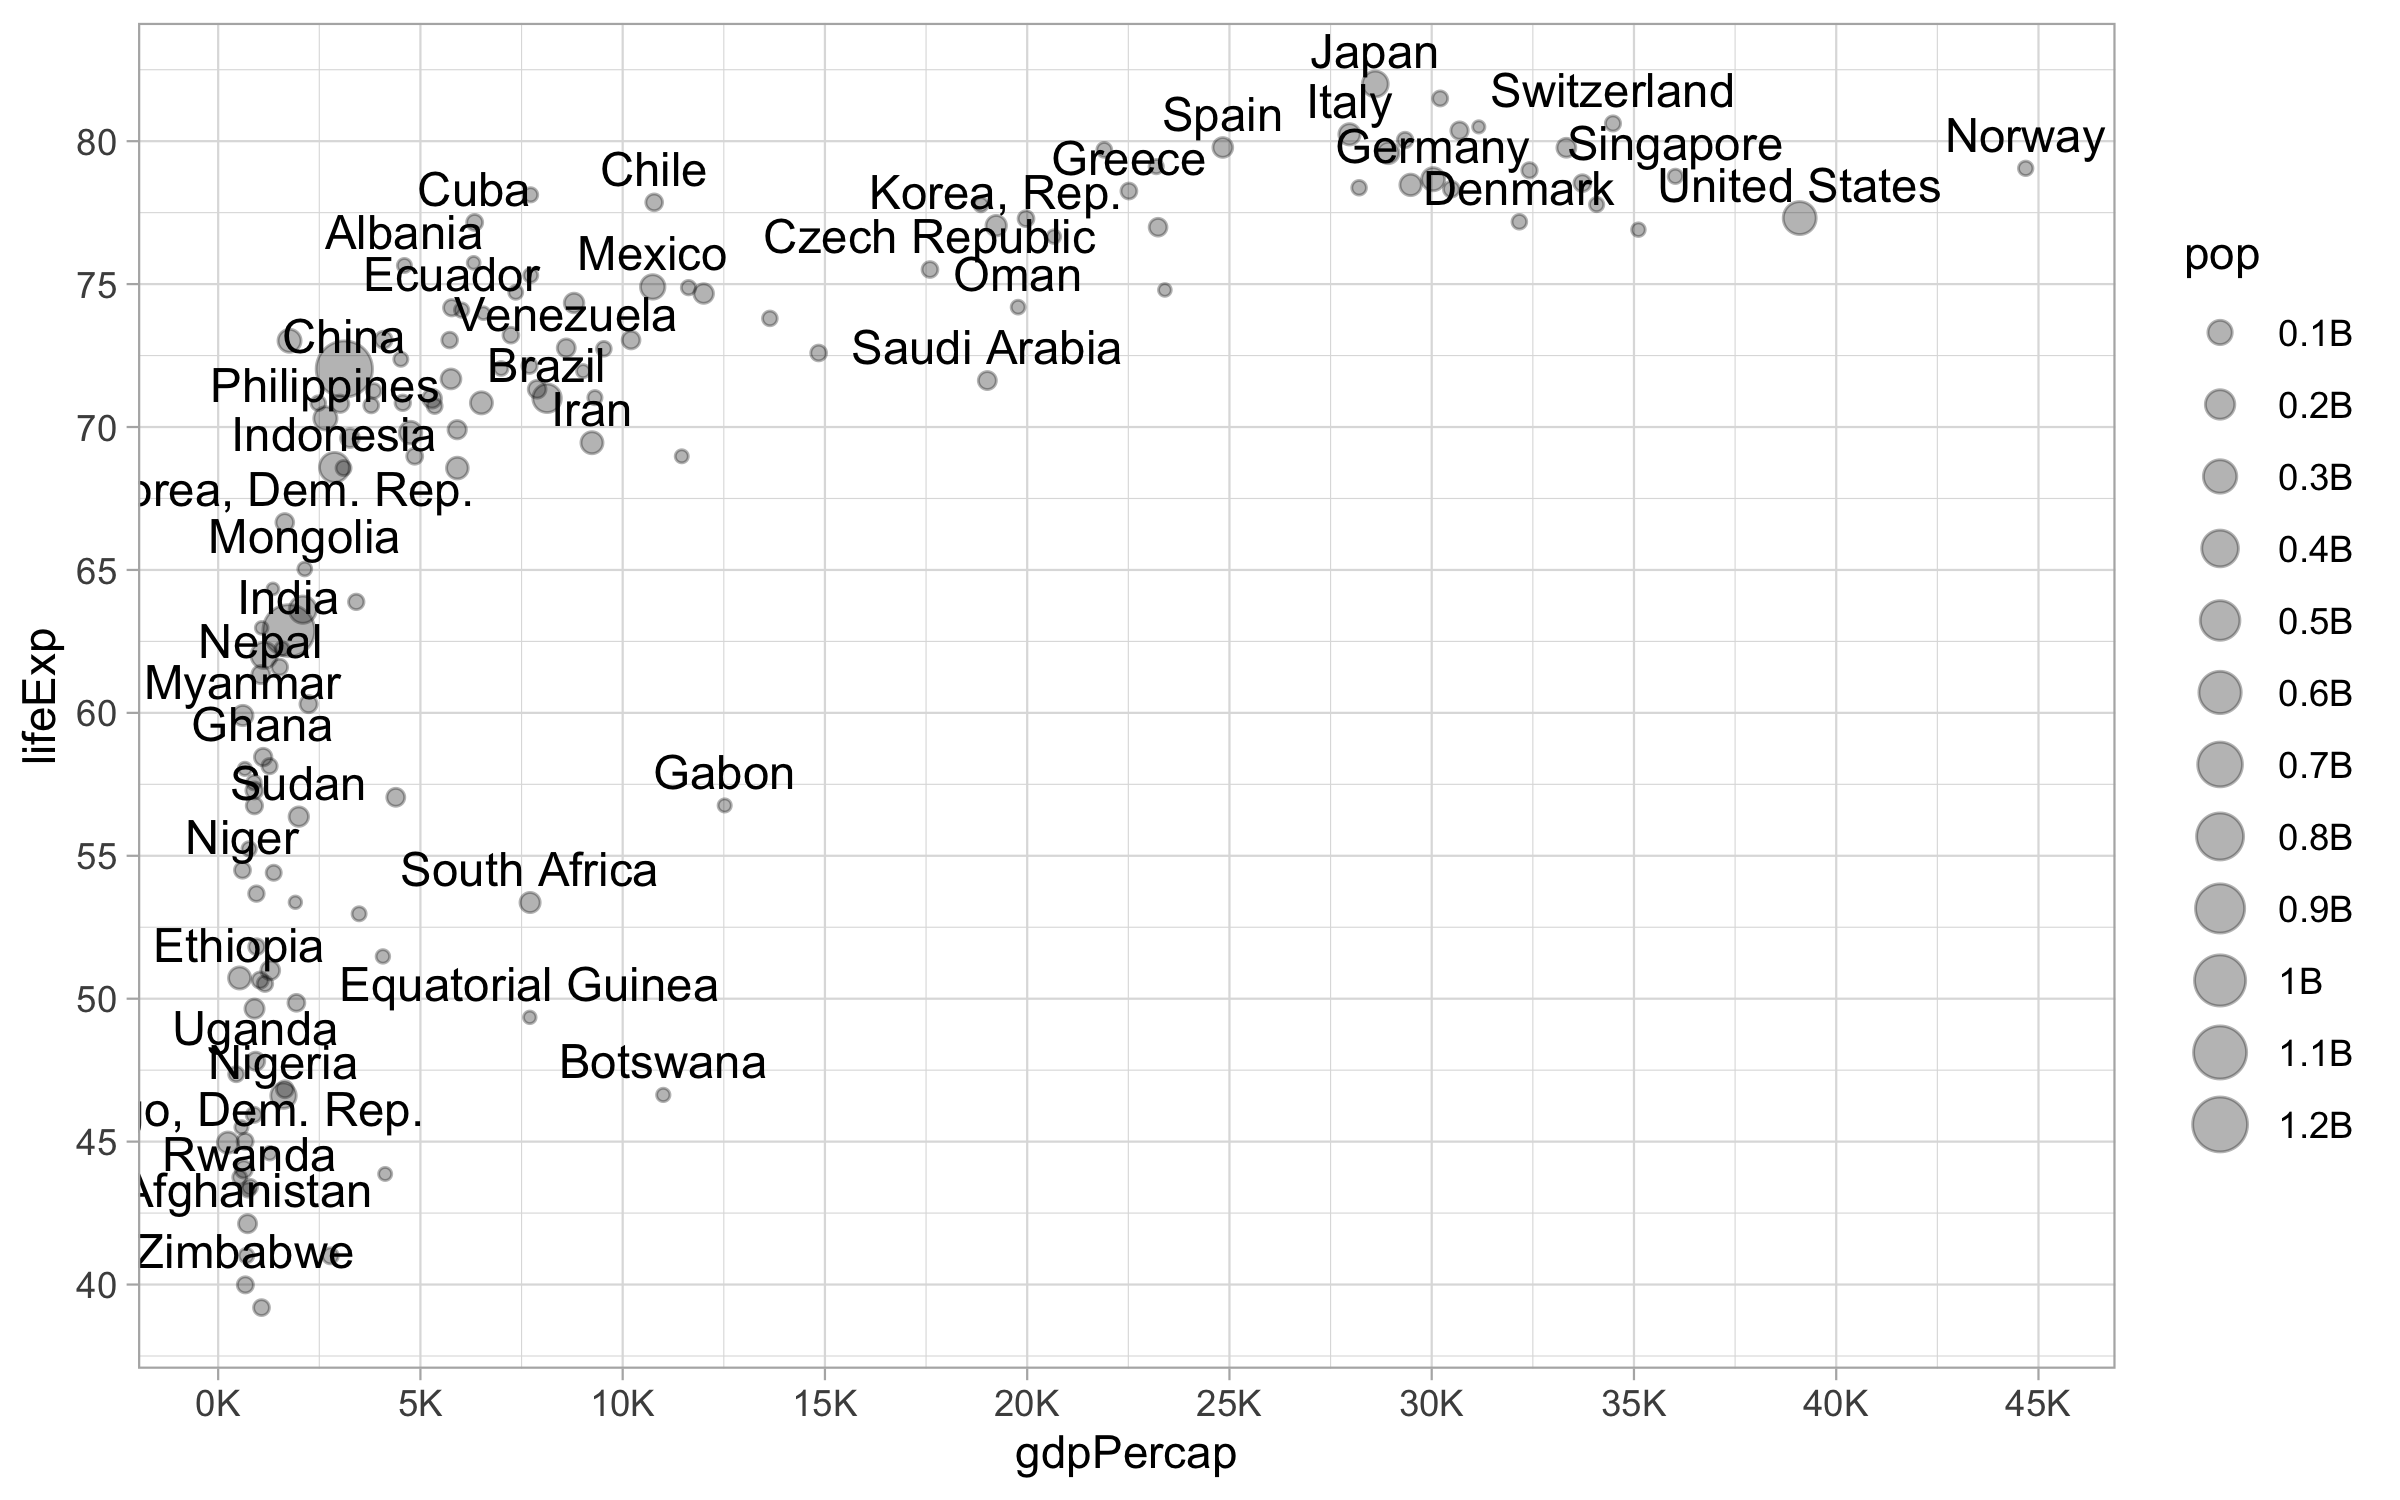 Japan
Switzerland
Italy
Spain
Norway
Germany
Singapore
Greece
Chile
Cuba
Korea, Rep.
Denmark
United States
Albania
Czech Republic
Mexico
Ecuador
Oman
Venezuela
China
Saudi Arabia
Brazil
Philippines
Iran
Indonesia
orea, Dem. Rep.
Mongolia
India
Nepal
Myanmar
Ghana
Gabon
Sudan
Niger
South Africa
Ethiopia
Equatorial Guinea
Uganda
Nigeria
Botswana
go, Dem. Rep.
Rwanda
Afghanistan
Zimbabwe
80
75
70
65
60
55
50
45
40
lifeExp
0K 5K 10K 15K 20K 25K 30K 35K 40K 45K
gdpPercap
pop
0.1B
0.2B
0.3B
0.4B
0.5B
0.6B
0.7B
0.8B
0.9B
1B
1.1B
1.2B